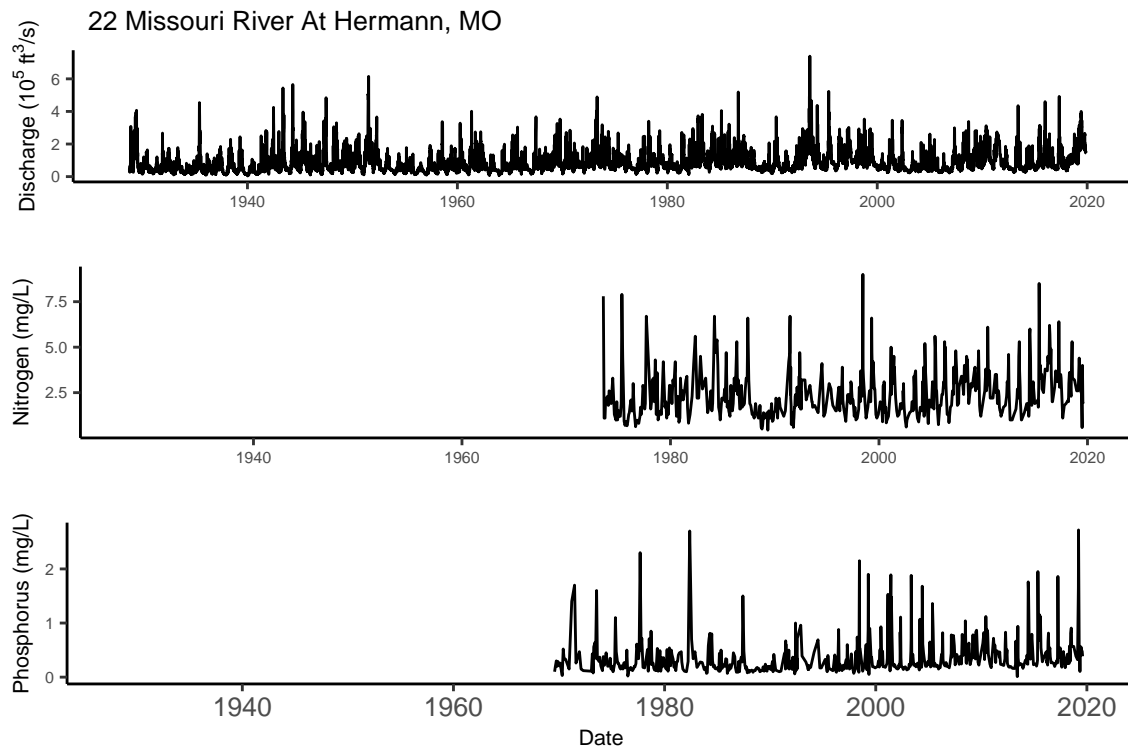 22 Missouri River At Hermann, MO
Discharge (10⁵ ft³/s)
6
4
2
0
1940 1960 1980 2000 2020
Nitrogen (mg/L)
7.5
5.0
2.5
1940 1960 1980 2000 2020
Phosphorus (mg/L)
2
1
0
1940 1960 1980 2000 2020
Date